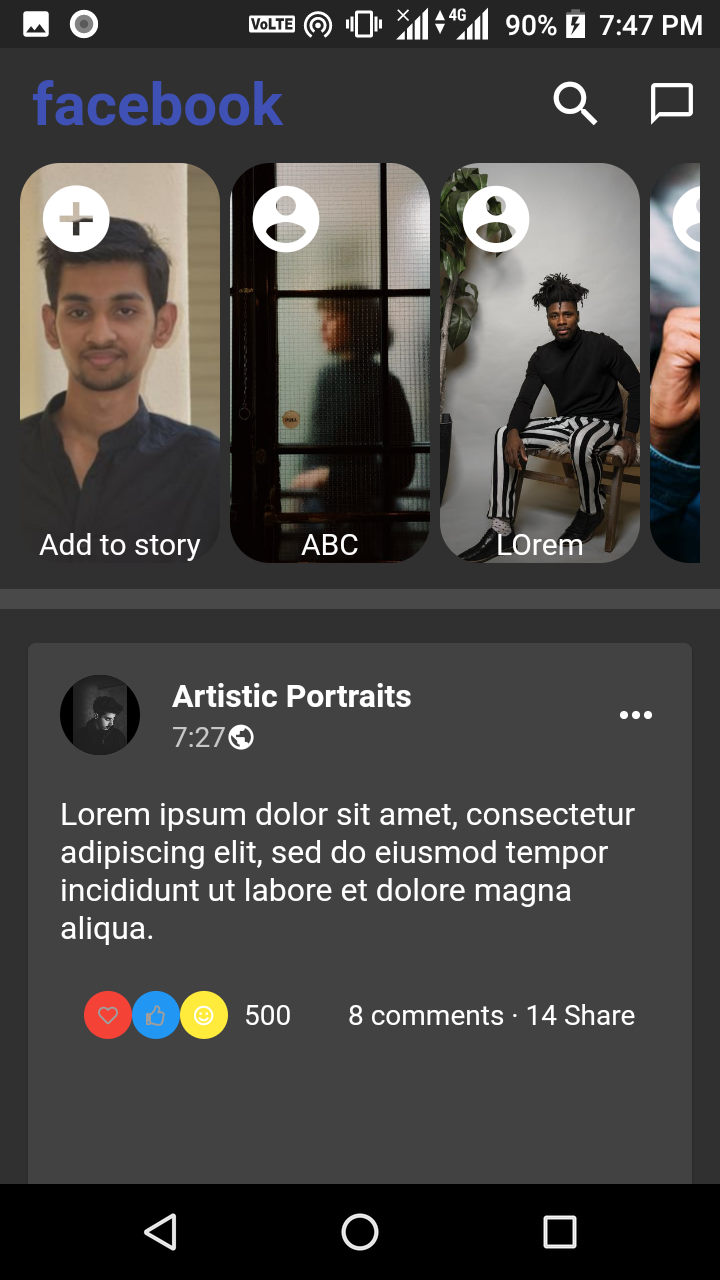 VoLTE 4G 90% 7:47 PM
facebook
Add to story
ABC
LOrem
Artistic Portraits
7:27
Lorem ipsum dolor sit amet, consectetur
adipiscing elit, sed do eiusmod tempor
incididunt ut labore et dolore magna
aliqua.
500 8 comments · 14 Share